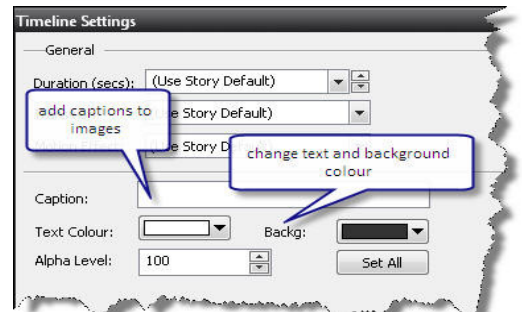 Timeline Settings
General
Duration (secs): (Use Story Default)
add captions to
images
e Story Default)
(Use Story D
change text and background
colour
Caption:
Text Colour: Backg:
Alpha Level: 100 Set All